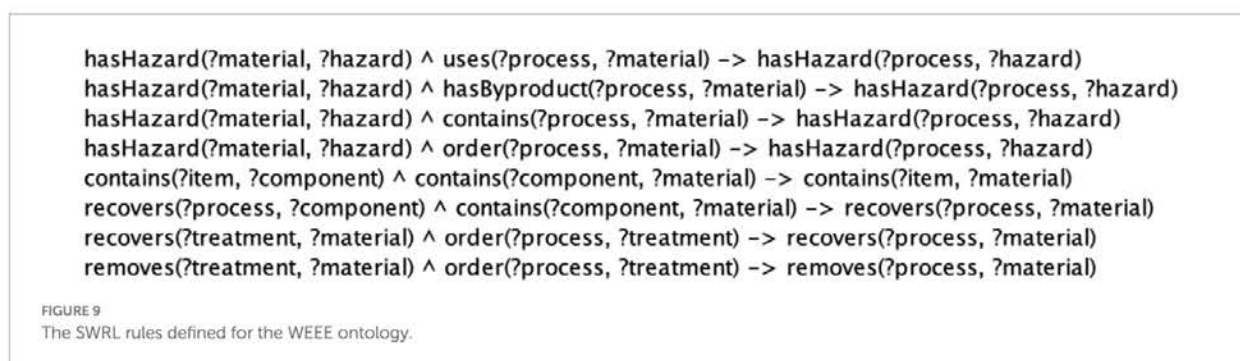 hasHazard(?material, ?hazard) ^ uses(?process, ?material) -> hasHazard(?process, ?hazard)
hasHazard(?material, ?hazard) ^ hasByproduct(?process, ?material) -> hasHazard(?process, ?hazard)
hasHazard(?material, ?hazard) ^ contains(?process, ?material) -> hasHazard(?process, ?hazard)
hasHazard(?material, ?hazard) ^ order(?process, ?material) -> hasHazard(?process, ?hazard)
contains(?item, ?component) ^ contains(?component, ?material) -> contains(?item, ?material)
recovers(?process, ?component) ^ contains(?component, ?material) -> recovers(?process, ?material)
recovers(?treatment, ?material) ^ order(?process, ?treatment) -> recovers(?process, ?material)
removes(?treatment, ?material) ^ order(?process, ?treatment) -> removes(?process, ?material)
FIGURE 9
The SWRL rules defined for the WEEE ontology.